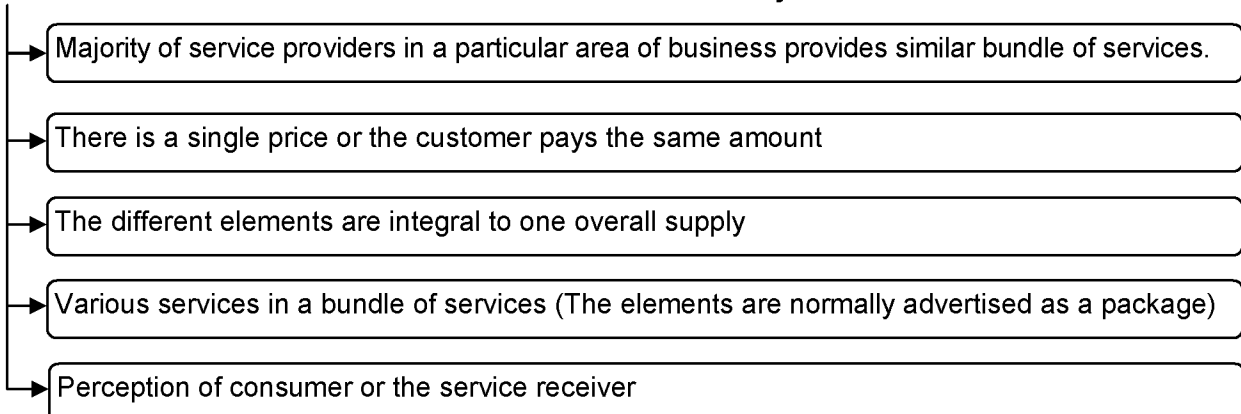 Majority of service providers in a particular area of business provides similar bundle of services.
There is a single price or the customer pays the same amount
The different elements are integral to one overall supply
Various services in a bundle of services (The elements are normally advertised as a package)
Perception of consumer or the service receiver